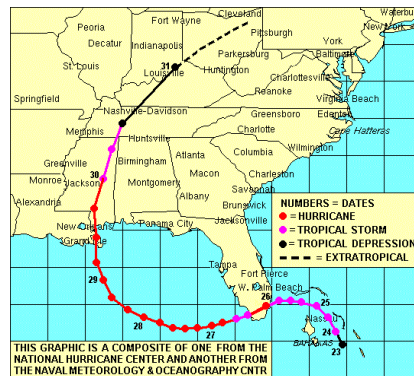 Cleveland
Fort Wayne
Waterbu
Peoria
New York
Pittsburgh
Decatur
Indianapolis
York
Parkersburg
Baltimore
31
St. Louis
Louisville
Huntington
Charlottesville
Roanoke
Springfield
Virginia Beach
Nashville-Davidson
Greensboro
Edenton
Memphis
Charlotte
Cape Hatteras
Huntsville
Wilmington
Greenville
Atlanta
Columbia
Birmingham
30
Macon
Charleston
Monroe
Jackson
Montgomery
Savannah
Albany
NUMBERS = DATES
Alexandria
Brunswick
= HURRICANE
New Orleans
Panama City
Jacksonville
= TROPICAL STORM
Grand Isle
= TROPICAL DEPRESSION
= EXTRATROPICAL
Tampa
Fort Pierce
29
W. Palm Beach
26
25
Nassau
28
27
24
BAHAMAS
23
THIS GRAPHIC IS A COMPOSITE OF ONE FROM THE
NATIONAL HURRICANE CENTER AND ANOTHER FROM
THE NAVAL METEOROLOGY & OCEANOGRAPHY CNTR